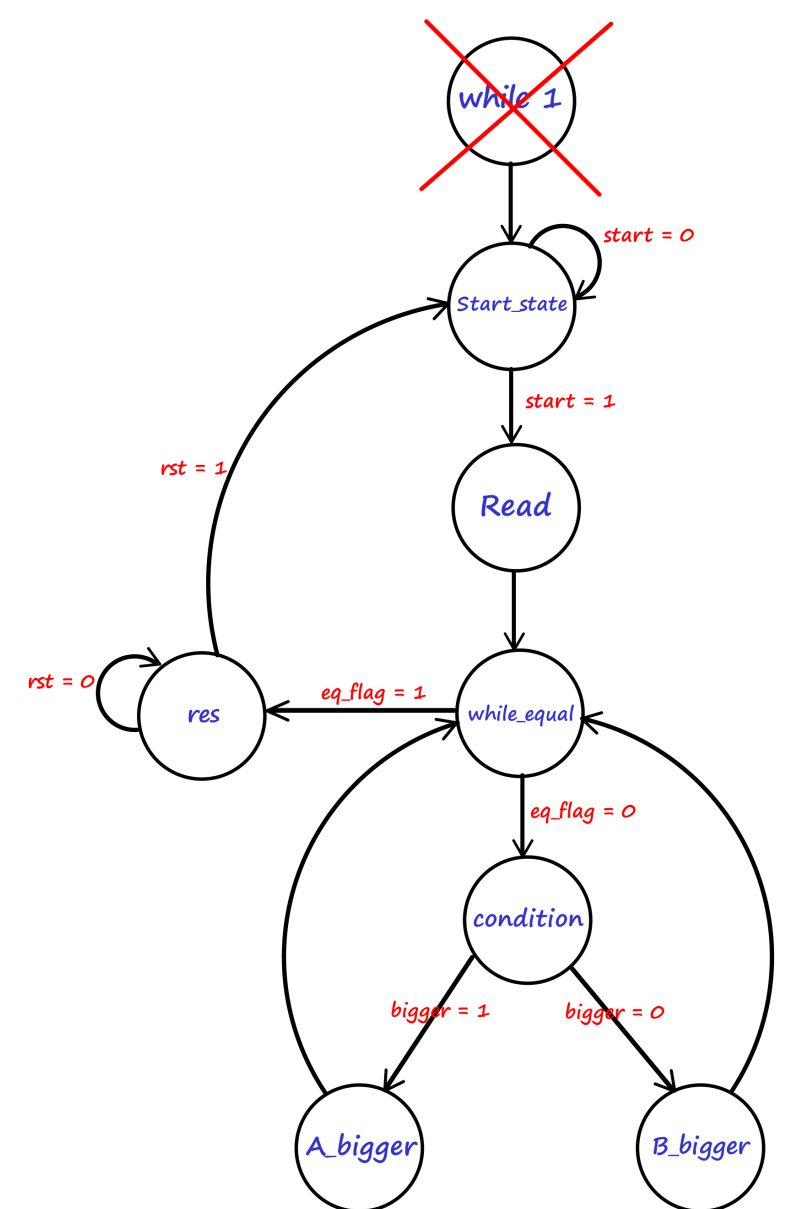 while 1
start = 0
Start_state
start = 1
rst = 1
Read
rst = 0
eq_flag = 1
res
while_equal
eq_flag = 0
condition
bigger = 1
bigger = 0
A_bigger
B_bigger